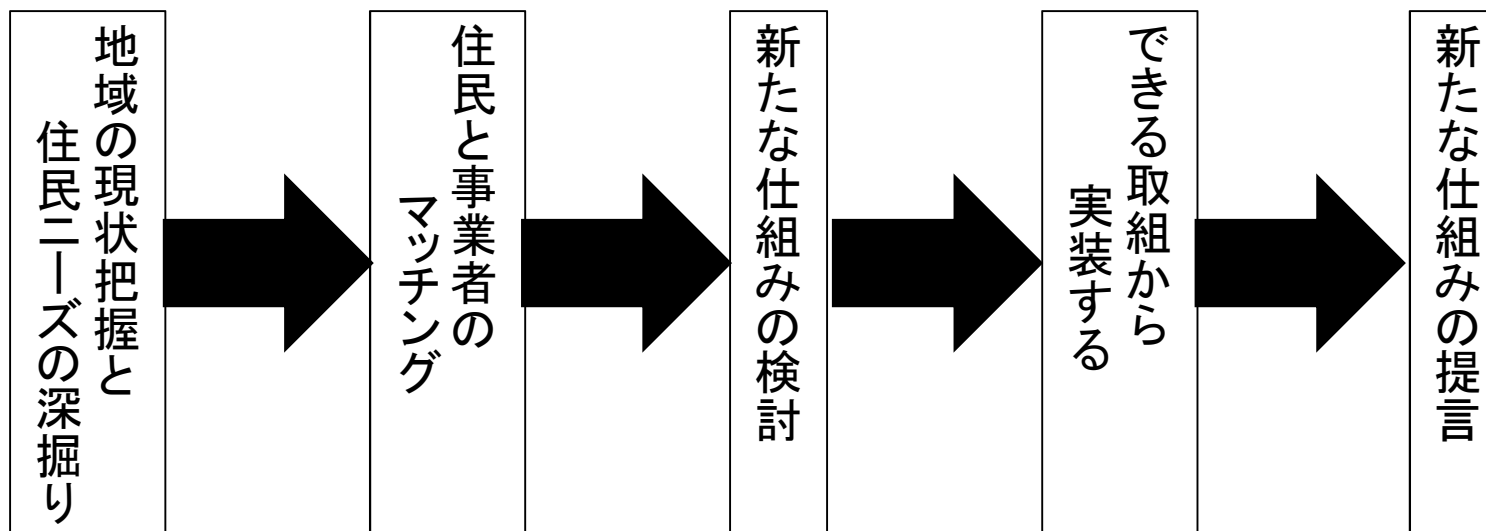 地域の現状把握と
住民ニーズの深掘り
住民と事業者の
マッチング
新たな仕組みの検討
できる取組から
実装する
新たな仕組みの提言